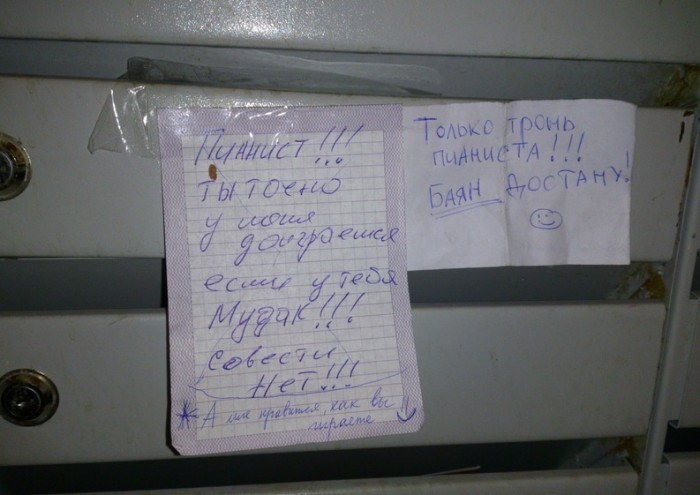 Пианист!!!
ты точно
у меня
доиграешся
если у тебя
Мудак!!!
совести
Нет!!!
* А мне нравится, как вы
играете
Только тронь
пианиста!!!
Баян достану!